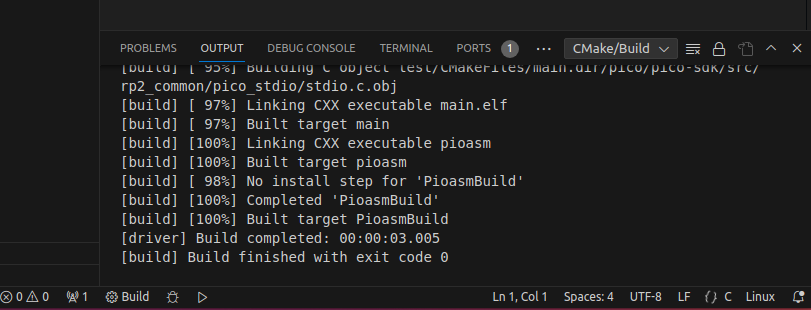 PROBLEMS OUTPUT DEBUG CONSOLE TERMINAL PORTS 1 ... CMake/Build
[build] [ 95%] Building C object test/CMakeFiles/main.dir/pico/pico-sdk/src/
rp2_common/pico_stdio/stdio.c.obj
[build] [ 97%] Linking CXX executable main.elf
[build] [ 97%] Built target main
[build] [100%] Linking CXX executable pioasm
[build] [100%] Built target pioasm
[build] [ 98%] No install step for 'PioasmBuild'
[build] [100%] Completed 'PioasmBuild'
[build] [100%] Built target PioasmBuild
[driver] Build completed: 00:00:03.005
[build] Build finished with exit code 0
0 0 1 Build Ln 1, Col 1 Spaces: 4 UTF-8 LF {} C Linux